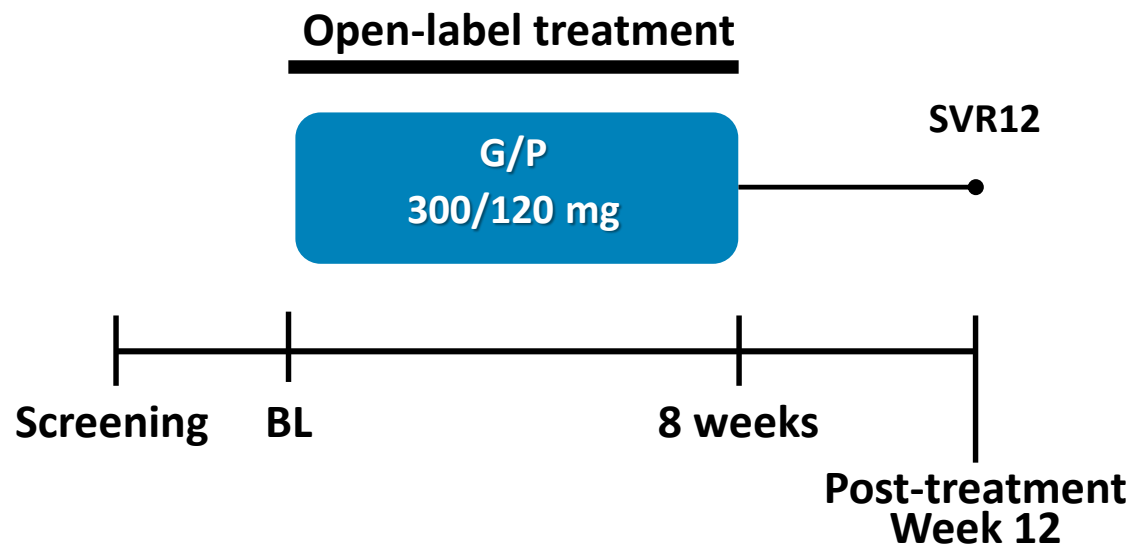 Open-label treatment
G/P
300/120 mg
SVR12
Screening
BL
8 weeks
Post-treatment
Week 12